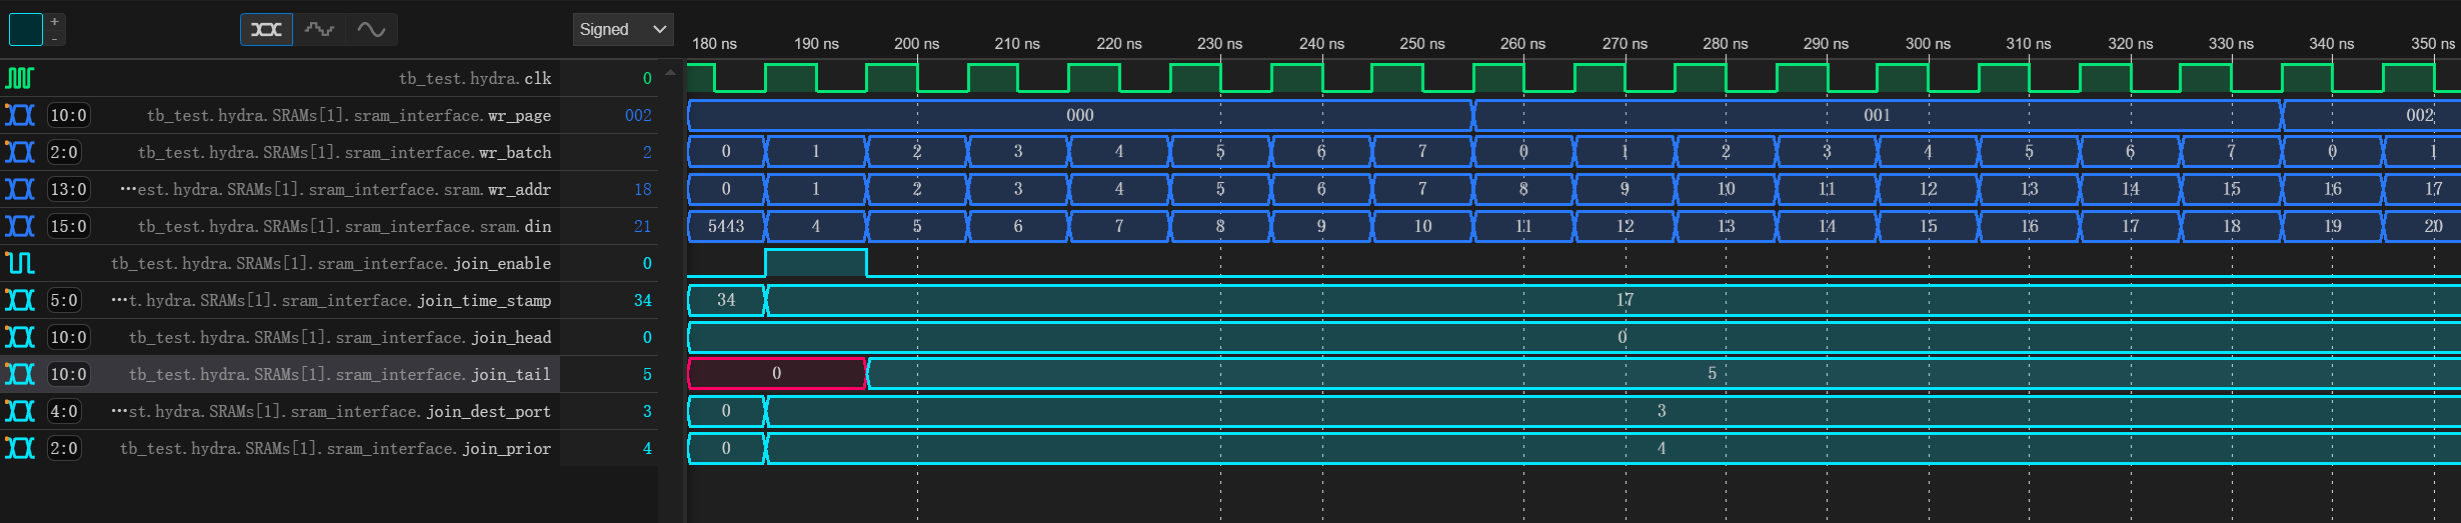 +
-
Signed
180 ns 190 ns 200 ns 210 ns 220 ns 230 ns 240 ns 250 ns 260 ns 270 ns 280 ns 290 ns 300 ns 310 ns 320 ns 330 ns 340 ns 350 ns
tb_test.hydra.clk 0
10:0 tb_test.hydra.SRAMs[1].sram_interface.wr_page 002 000 001 002
2:0 tb_test.hydra.SRAMs[1].sram_interface.wr_batch 2 0 1 2 3 4 5 6 7 0 1 2 3 4 5 6 7 0 1
13:0 ···est.hydra.SRAMs[1].sram_interface.sram.wr_addr 18 0 1 2 3 4 5 6 7 8 9 10 11 12 13 14 15 16 17
15:0 tb_test.hydra.SRAMs[1].sram_interface.sram.din 21 5443 4 5 6 7 8 9 10 11 12 13 14 15 16 17 18 19 20
tb_test.hydra.SRAMs[1].sram_interface.join_enable 0
5:0 ···t.hydra.SRAMs[1].sram_interface.join_time_stamp 34 34 17
10:0 tb_test.hydra.SRAMs[1].sram_interface.join_head 0 0
10:0 tb_test.hydra.SRAMs[1].sram_interface.join_tail 5 0 5
4:0 ···st.hydra.SRAMs[1].sram_interface.join_dest_port 3 0 3
2:0 tb_test.hydra.SRAMs[1].sram_interface.join_prior 4 0 4